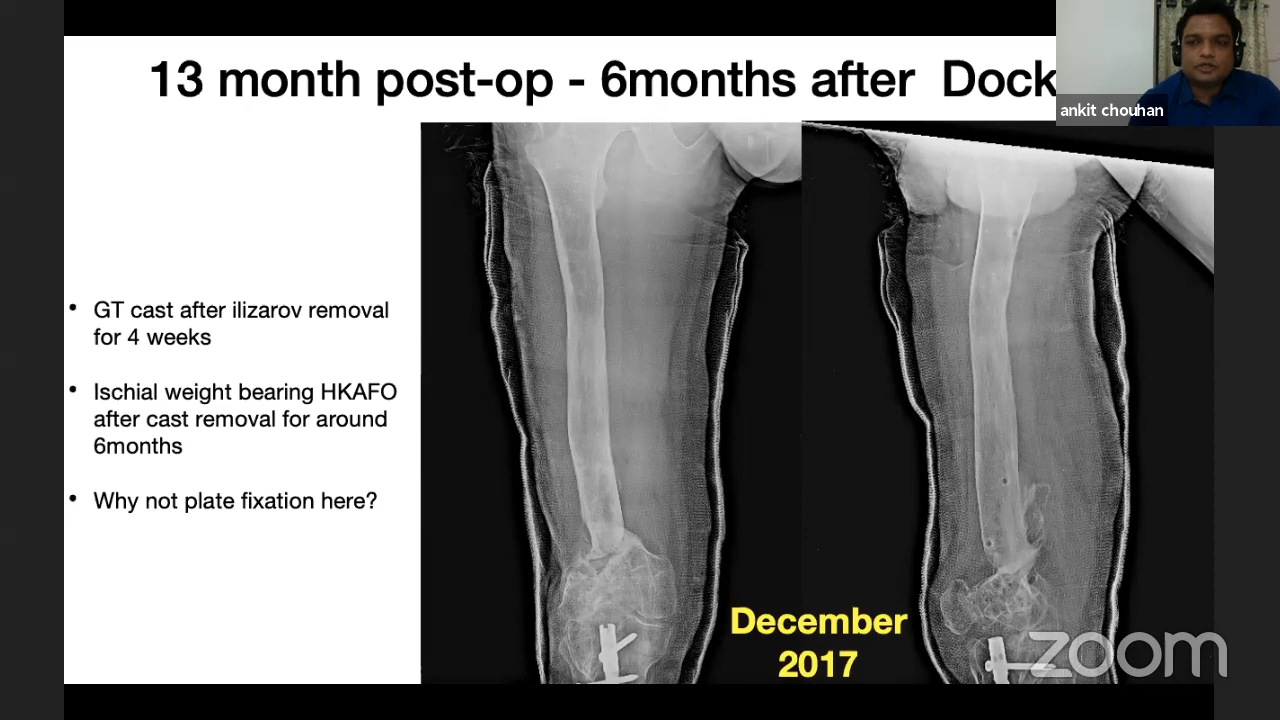 13 month post-op - 6months after Dock
ankit chouhan
• GT cast after ilizarov removal
for 4 weeks
• Ischial weight bearing HKAFO
after cast removal for around
6months
• Why not plate fixation here?
December
2017
zoom